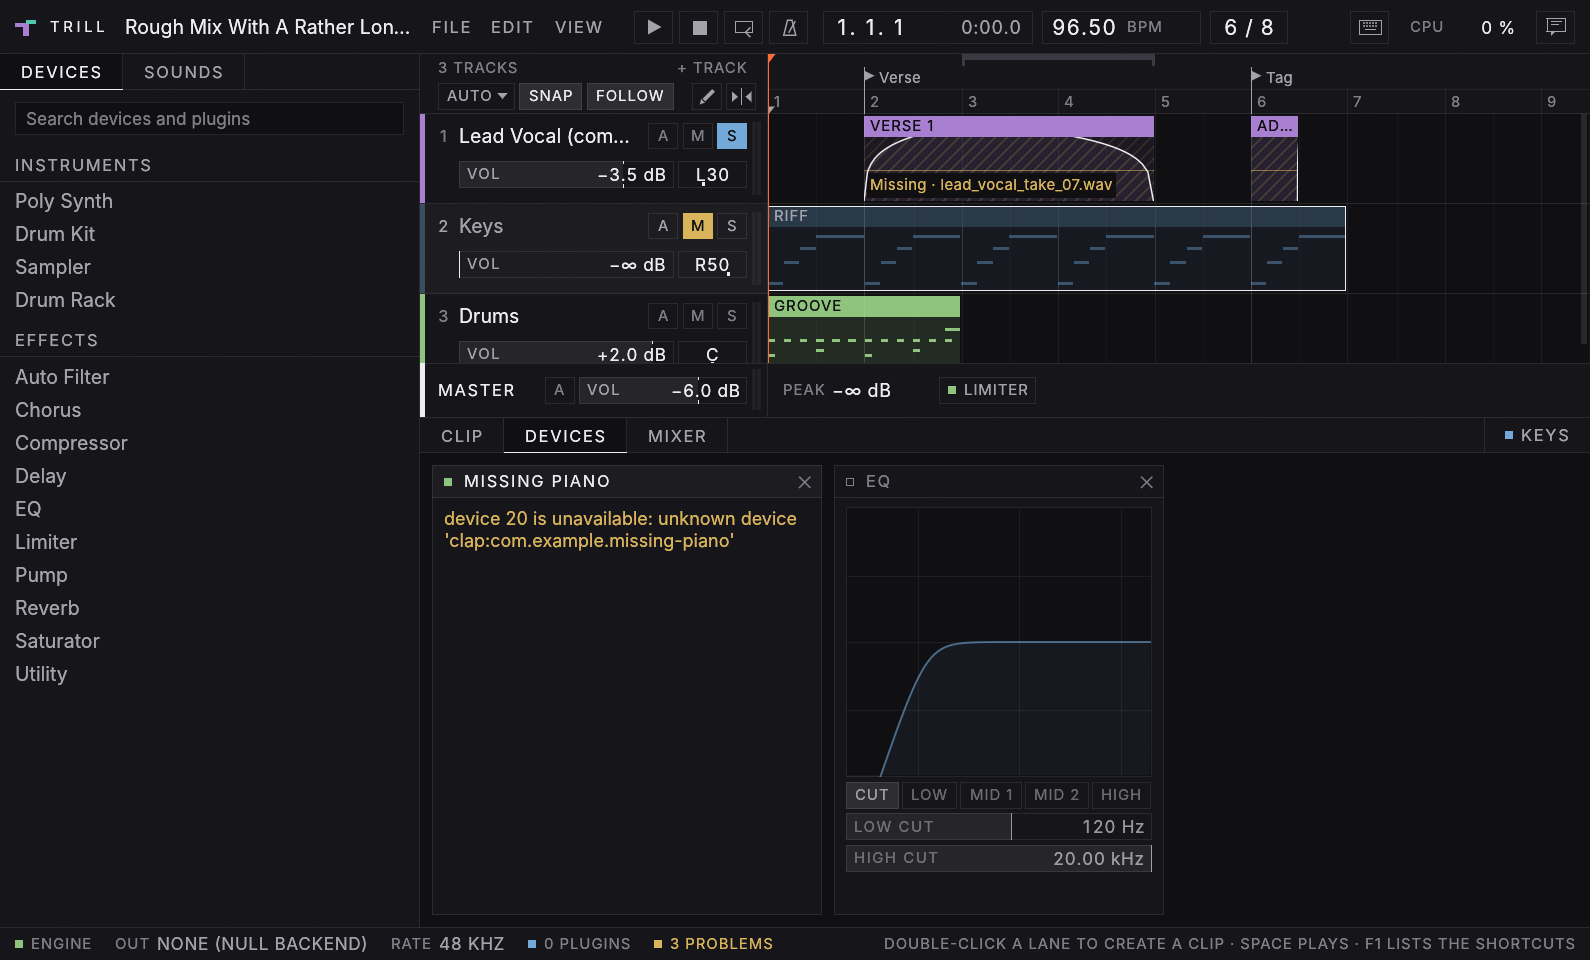 TRILL Rough Mix With A Rather Lon... FILE EDIT VIEW 1. 1. 1 0:00.0 96.50 BPM 6 / 8 CPU 0 %
DEVICES SOUNDS
Search devices and plugins
INSTRUMENTS
Poly Synth
Drum Kit
Sampler
Drum Rack
EFFECTS
Auto Filter
Chorus
Compressor
Delay
EQ
Limiter
Pump
Reverb
Saturator
Utility
3 TRACKS + TRACK
AUTO SNAP FOLLOW
Verse Tag
1 2 3 4 5 6 7 8 9
1 Lead Vocal (com... A M S
VOL −3.5 dB L30
VERSE 1 AD...
Missing · lead_vocal_take_07.wav
2 Keys A M S
VOL −∞ dB R50
RIFF
3 Drums A M S
VOL +2.0 dB C
GROOVE
MASTER A VOL −6.0 dB PEAK −∞ dB LIMITER
CLIP DEVICES MIXER KEYS
MISSING PIANO
device 20 is unavailable: unknown device
'clap:com.example.missing-piano'
EQ
CUT LOW MID 1 MID 2 HIGH
LOW CUT 120 Hz
HIGH CUT 20.00 kHz
ENGINE OUT NONE (NULL BACKEND) RATE 48 KHZ 0 PLUGINS 3 PROBLEMS DOUBLE-CLICK A LANE TO CREATE A CLIP · SPACE PLAYS · F1 LISTS THE SHORTCUTS